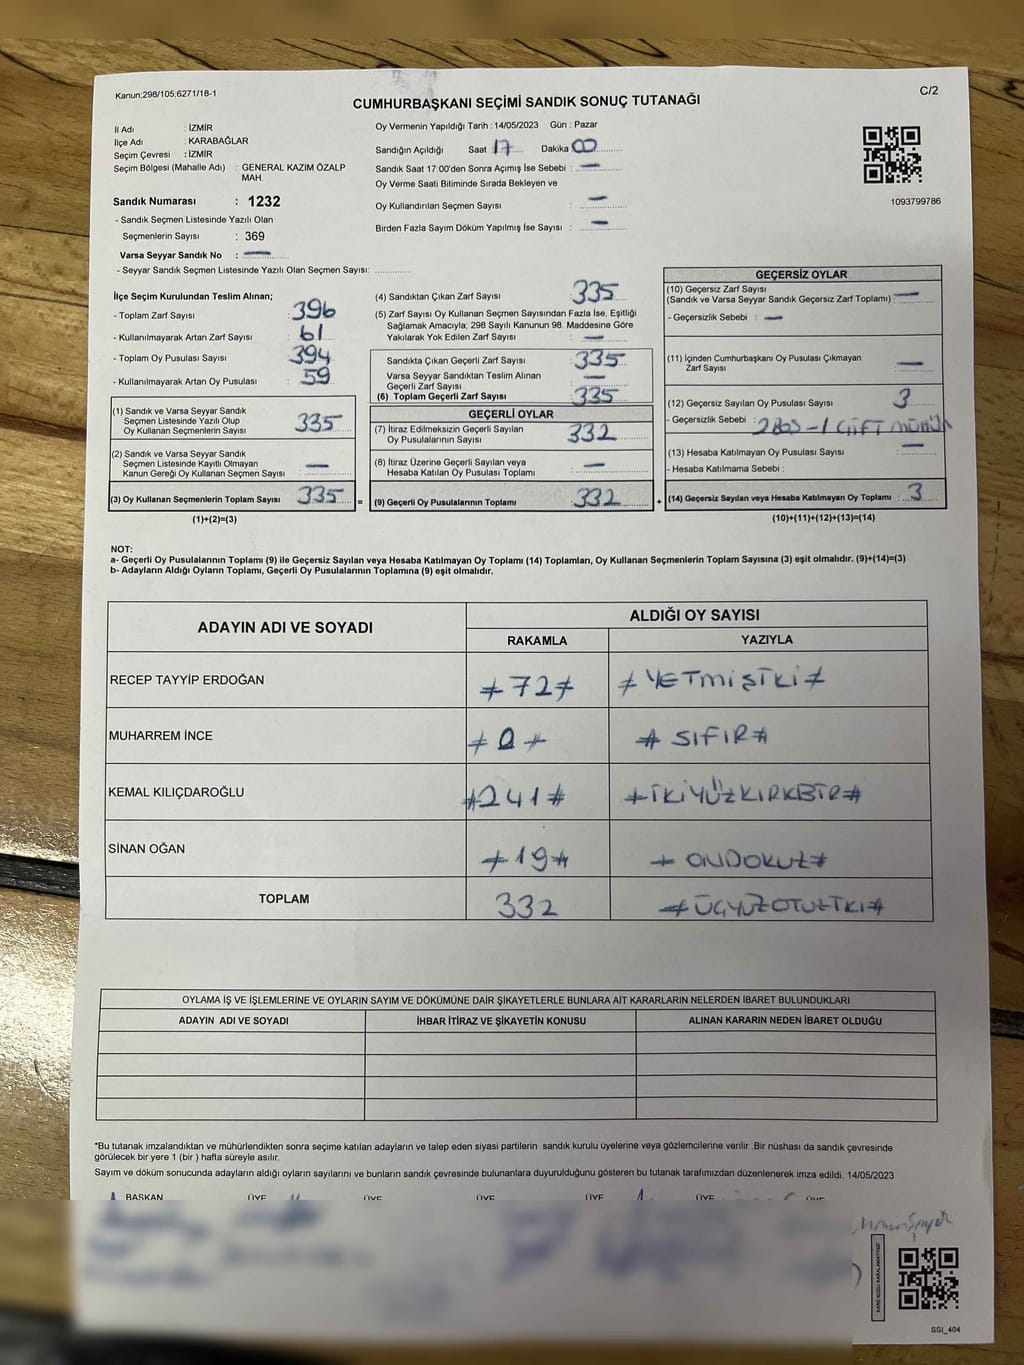 Kanun;298/105,6271/18-1
C/2
CUMHURBAŞKANI SEÇİMİ SANDIK SONUÇ TUTANAĞI
İl Adı : İZMİR
İlçe Adı : KARABAĞLAR
Seçim Çevresi : İZMİR
Seçim Bölgesi (Mahalle Adı) : GENERAL KAZIM ÖZALP
MAH.
Sandık Numarası : 1232
- Sandık Seçmen Listesinde Yazılı Olan
Seçmenlerin Sayısı : 369
Varsa Seyyar Sandık No : —
- Seyyar Sandık Seçmen Listesinde Yazılı Olan Seçmen Sayısı: ............
Oy Vermenin Yapıldığı Tarih : 14/05/2023 Gün : Pazar
Sandığın Açıldığı Saat 17 Dakika 00
Sandık Saat 17:00'den Sonra Açımış İse Sebebi : —
Oy Verme Saati Bitiminde Sırada Bekleyen ve
Oy Kullandırılan Seçmen Sayısı : —
Birden Fazla Sayım Döküm Yapılmış İse Sayısı : —
1093799786
İlçe Seçim Kurulundan Teslim Alınan;
- Toplam Zarf Sayısı : 396
- Kullanılmayarak Artan Zarf Sayısı : 61
- Toplam Oy Pusulası Sayısı : 394
- Kullanılmayarak Artan Oy Pusulası : 59
(1) Sandık ve Varsa Seyyar Sandık
Seçmen Listesinde Yazılı Olup
Oy Kullanan Seçmenlerin Sayısı : 335
(2) Sandık ve Varsa Seyyar Sandık
Seçmen Listesinde Kayıtlı Olmayan
Kanun Gereği Oy Kullanan Seçmen Sayısı : —
(3) Oy Kullanan Seçmenlerin Toplam Sayısı : 335 =
(1)+(2)=(3)
(4) Sandıktan Çıkan Zarf Sayısı : 335
(5) Zarf Sayısı Oy Kullanan Seçmen Sayısından Fazla İse, Eşitliği
Sağlamak Amacıyla; 298 Sayılı Kanunun 98. Maddesine Göre
Yakılarak Yok Edilen Zarf Sayısı : —
Sandıkta Çıkan Geçerli Zarf Sayısı : 335
Varsa Seyyar Sandıktan Teslim Alınan
Geçerli Zarf Sayısı : —
(6) Toplam Geçerli Zarf Sayısı : 335
GEÇERLİ OYLAR
(7) İtiraz Edilmeksizin Geçerli Sayılan
Oy Pusulalarının Sayısı : 332
(8) İtiraz Üzerine Geçerli Sayılan veya
Hesaba Katılan Oy Pusulası Toplamı : —
(9) Geçerli Oy Pusulalarının Toplamı : 332 +
GEÇERSİZ OYLAR
(10) Geçersiz Zarf Sayısı
(Sandık ve Varsa Seyyar Sandık Geçersiz Zarf Toplamı) : —
- Geçersizlik Sebebi : —
(11) İçinden Cumhurbaşkanı Oy Pusulası Çıkmayan
Zarf Sayısı : —
(12) Geçersiz Sayılan Oy Pusulası Sayısı : 3
- Geçersizlik Sebebi : 2 BOŞ-1 ÇİFT MÜHÜR
(13) Hesaba Katılmayan Oy Pusulası Sayısı : —
- Hesaba Katılmama Sebebi :
(14) Geçersiz Sayılan veya Hesaba Katılmayan Oy Toplamı : 3
(10)+(11)+(12)+(13)=(14)
NOT:
a- Geçerli Oy Pusulalarının Toplamı (9) ile Geçersiz Sayılan veya Hesaba Katılmayan Oy Toplamı (14) Toplamları, Oy Kullanan Seçmenlerin Toplam Sayısına (3) eşit olmalıdır. (9)+(14)=(3)
b- Adayların Aldığı Oyların Toplamı, Geçerli Oy Pusulalarının Toplamına (9) eşit olmalıdır.
ADAYIN ADI VE SOYADI
ALDIĞI OY SAYISI
RAKAMLA YAZIYLA
RECEP TAYYİP ERDOĞAN #72# #YETMİŞİKİ#
MUHARREM İNCE #0# #SIFIR#
KEMAL KILIÇDAROĞLU #241# #İKİYÜZKIRKBİR#
SİNAN OĞAN #19# #ONDOKUZ#
TOPLAM 332 #ÜÇYÜZOTUZİKİ#
OYLAMA İŞ VE İŞLEMLERİNE VE OYLARIN SAYIM VE DÖKÜMÜNE DAİR ŞİKAYETLERLE BUNLARA AİT KARARLARIN NELERDEN İBARET BULUNDUKLARI
ADAYIN ADI VE SOYADI İHBAR İTİRAZ VE ŞİKAYETİN KONUSU ALINAN KARARIN NEDEN İBARET OLDUĞU
*Bu tutanak imzalandıktan ve mühürlendikten sonra seçime katılan adayların ve talep eden siyasi partilerin sandık kurulu üyelerine veya gözlemcilerine verilir .Bir nüshası da sandık çevresinde
görülecek bir yere 1 (bir ) hafta süreyle asılır.
Sayım ve döküm sonucunda adayların aldığı oyların sayılarını ve bunların sandık çevresinde bulunanlara duyurulduğunu gösteren bu tutanak tarafımızdan düzenlenerek imza edildi. 14/05/2023
BAŞKAN ÜYE ÜYE ÜYE ÜYE ÜYE ÜYE
KARE KODU KARALAMAYINIZ!
SSI_404